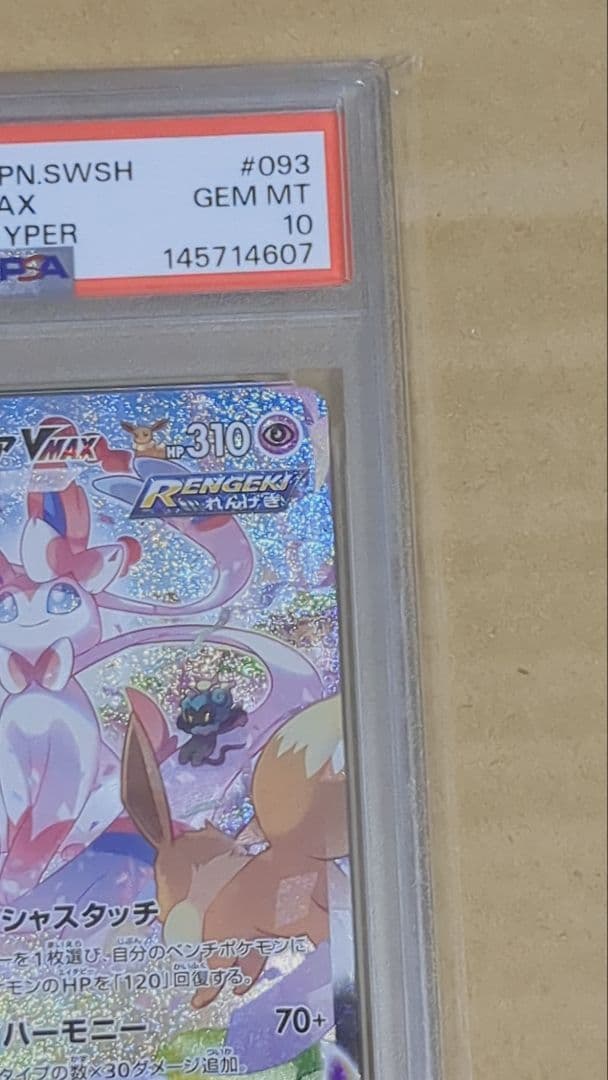 PN.SWSH #093
AX GEM MT
YPER 10
PSA 145714607
ア VMAX HP310
RENGEKI
れんげき
シャスタッチ
ーを1枚選び、自分のベンチポケモンに
モンのHPを「120」回復する。
ハーモニー 70+
タイプの数×30ダメージ追加。